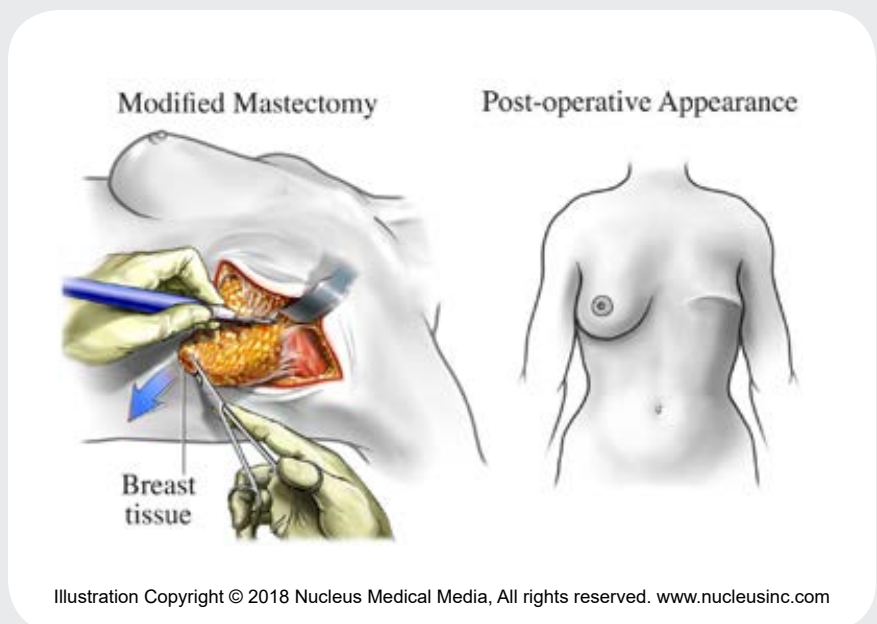 Modified Mastectomy
Post-operative Appearance
Breast
tissue
Illustration Copyright © 2018 Nucleus Medical Media, All rights reserved. www.nucleusinc.com